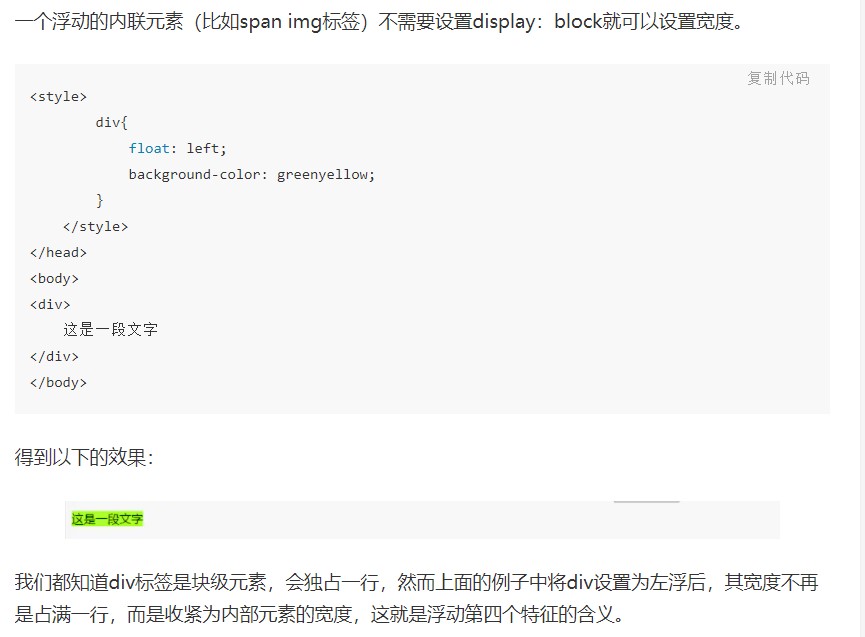 一个浮动的内联元素（比如span img标签）不需要设置display：block就可以设置宽度。
复制代码
<style>
div{
float: left;
background-color: greenyellow;
}
</style>
</head>
<body>
<div>
这是一段文字
</div>
</body>
得到以下的效果：
这是一段文字
我们都知道div标签是块级元素，会独占一行，然而上面的例子中将div设置为左浮后，其宽度不再
是占满一行，而是收紧为内部元素的宽度，这就是浮动第四个特征的含义。